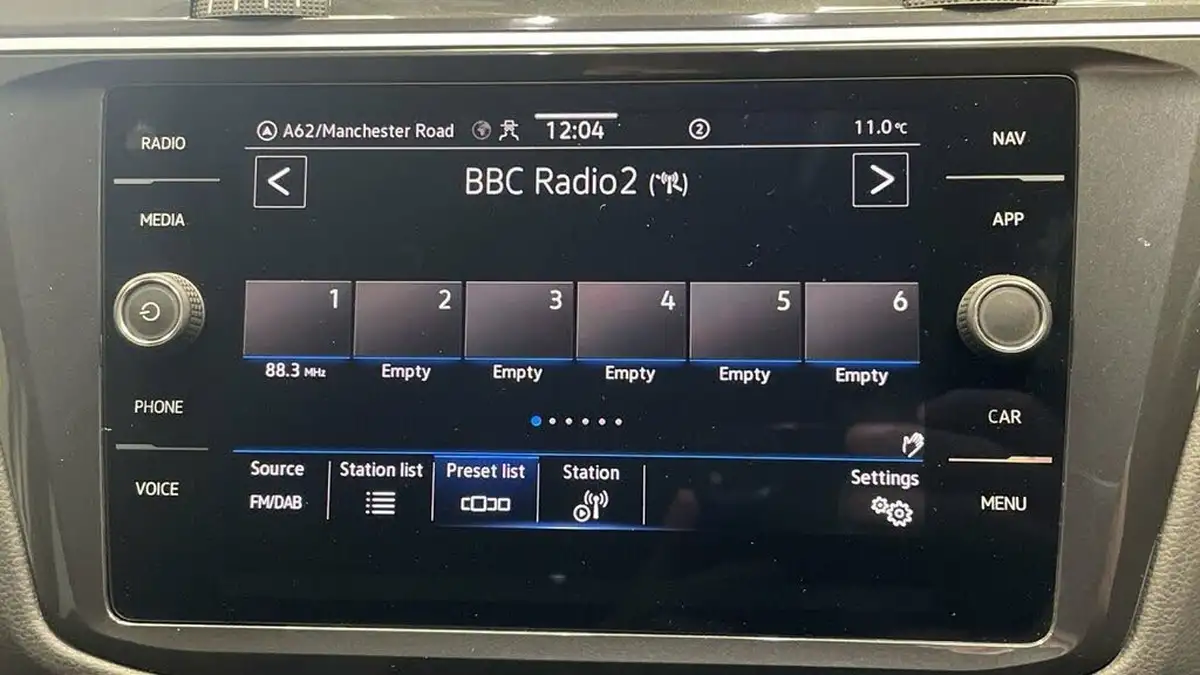 RADIO
MEDIA
PHONE
VOICE
A62/Manchester Road 12:04 2 11.0°C
< BBC Radio2 >
1 2 3 4 5 6
88.3 MHz Empty Empty Empty Empty Empty
Source Station list Preset list Station Settings
FM/DAB
NAV
APP
CAR
MENU